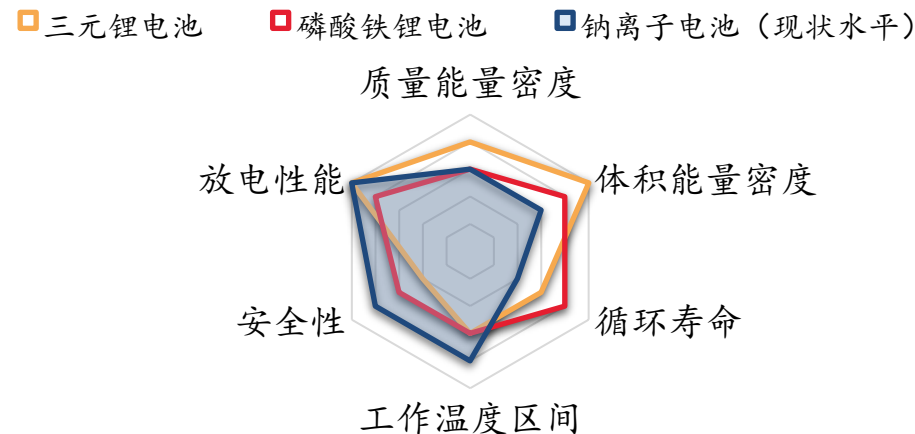 三元锂电池 磷酸铁锂电池 钠离子电池（现状水平）
质量能量密度
放电性能 体积能量密度
安全性 循环寿命
工作温度区间